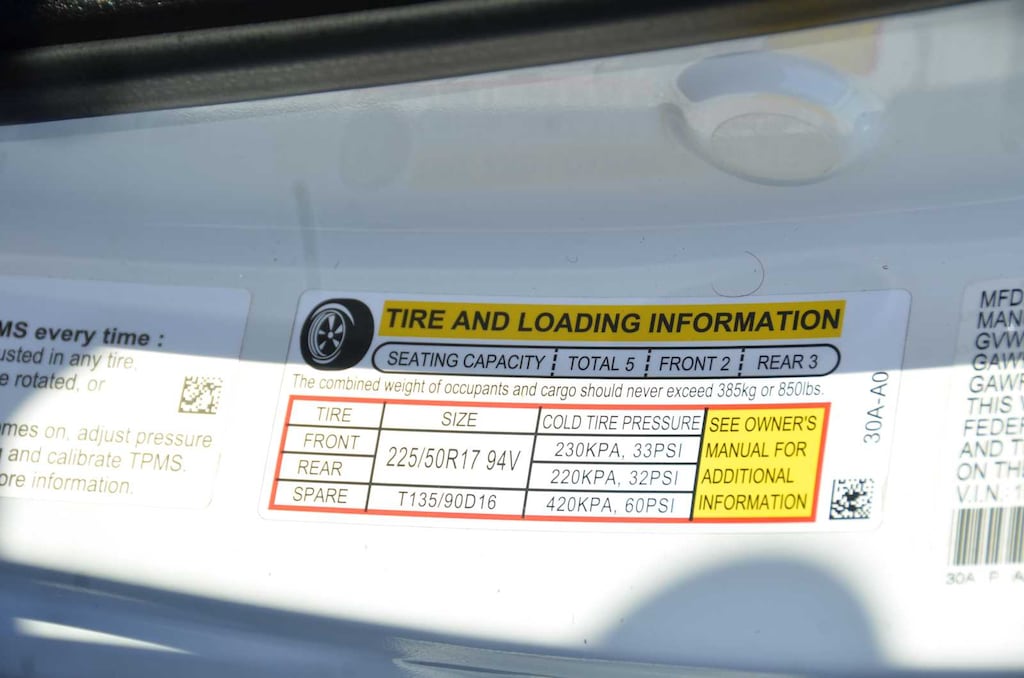 MS every time :
usted in any tire,
e rotated, or
mes on, adjust pressure
and calibrate TPMS.
ore information.
TIRE AND LOADING INFORMATION
SEATING CAPACITY TOTAL 5 FRONT 2 REAR 3
The combined weight of occupants and cargo should never exceed 385kg or 850lbs.
TIRE SIZE COLD TIRE PRESSURE SEE OWNER'S
FRONT 225/50R17 94V 230KPA, 33PSI MANUAL FOR
REAR 220KPA, 32PSI ADDITIONAL
SPARE T135/90D16 420KPA, 60PSI INFORMATION
30A-A0
MFD
MAN
GVW
GAWR
GAWR
THIS V
FEDER
AND T
ON TH
V.I.N.: 1
30A P A